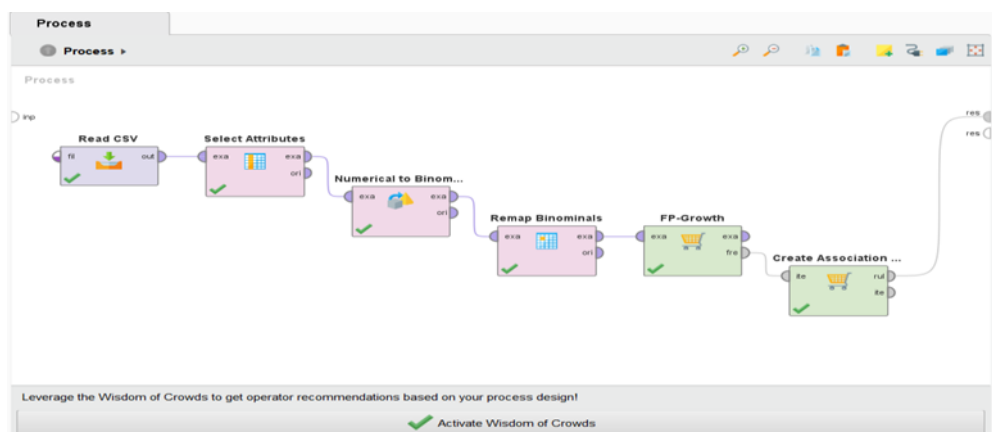 Process
Process
Process
inp
res
res
Read CSV
fil
out
Select Attributes
exa
exa
ori
Numerical to Binom...
exa
exa
ori
Remap Binominals
exa
exa
ori
FP-Growth
exa
exa
fre
Create Association ...
ite
rul
ite
Leverage the Wisdom of Crowds to get operator recommendations based on your process design!
Activate Wisdom of Crowds